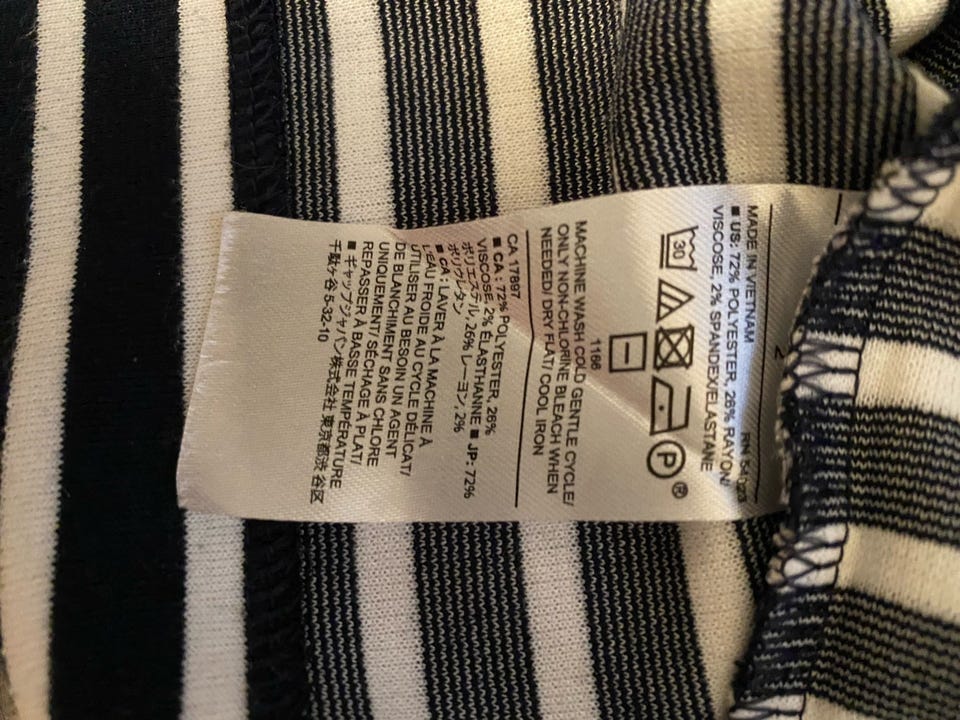 MADE IN VIETNAM RN 54023
■ US: 72% POLYESTER, 26% RAYON/
VISCOSE, 2% SPANDEX/ELASTANE
30 P ®
1166
MACHINE WASH COLD GENTLE CYCLE/
ONLY NON-CHLORINE BLEACH WHEN
NEEDED/ DRY FLAT/ COOL IRON
CA 17897
■ CA : 72% POLYESTER, 26%
VISCOSE, 2% ÉLASTHANNE ■ JP : 72%
ポリエステル, 26% レーヨン, 2%
ポリウレタン
■ CA : LAVER À LA MACHINE À
L'EAU FROIDE AU CYCLE DÉLICAT/
UTILISER AU BESOIN UN AGENT
DE BLANCHIMENT SANS CHLORE
UNIQUEMENT/ SÉCHAGE À PLAT/
REPASSER À BASSE TEMPÉRATURE
■ ギャップジャパン株式会社 東京都渋谷区
千駄ヶ谷 5-32-10